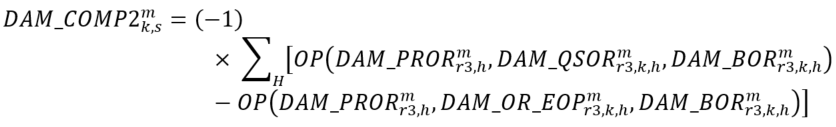 DAM_COMP2^m_{k,s} = (−1)
× ∑_H [OP(DAM_PROR^m_{r3,h}, DAM_QSOR^m_{r3,k,h}, DAM_BOR^m_{r3,k,h})
− OP(DAM_PROR^m_{r3,h}, DAM_OR_EOP^m_{r3,k,h}, DAM_BOR^m_{r3,k,h})]